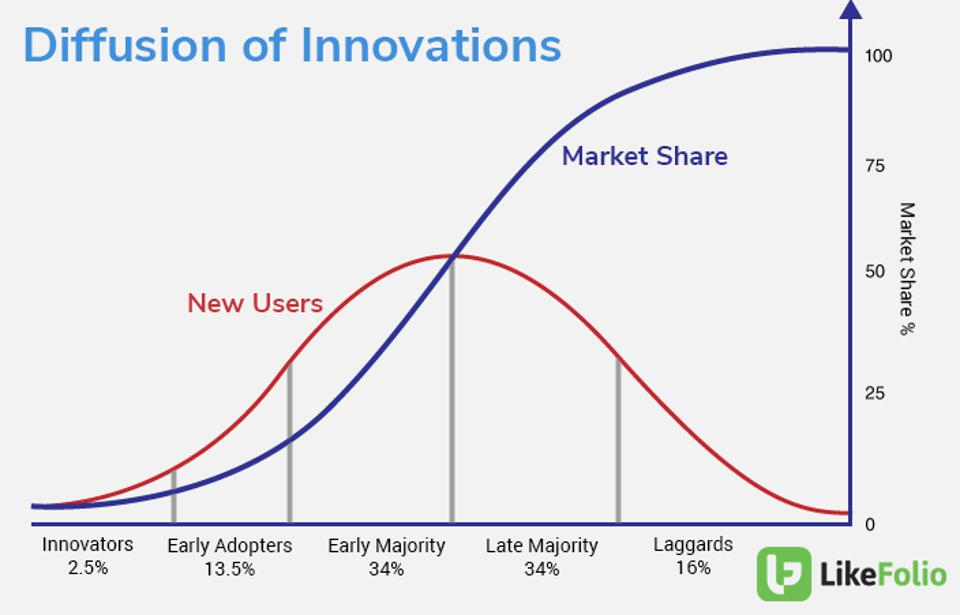 Diffusion of Innovations
100
Market Share
75
Market Share %
50
New Users
25
0
Innovators
2.5%
Early Adopters
13.5%
Early Majority
34%
Late Majority
34%
Laggards
16%
LikeFolio